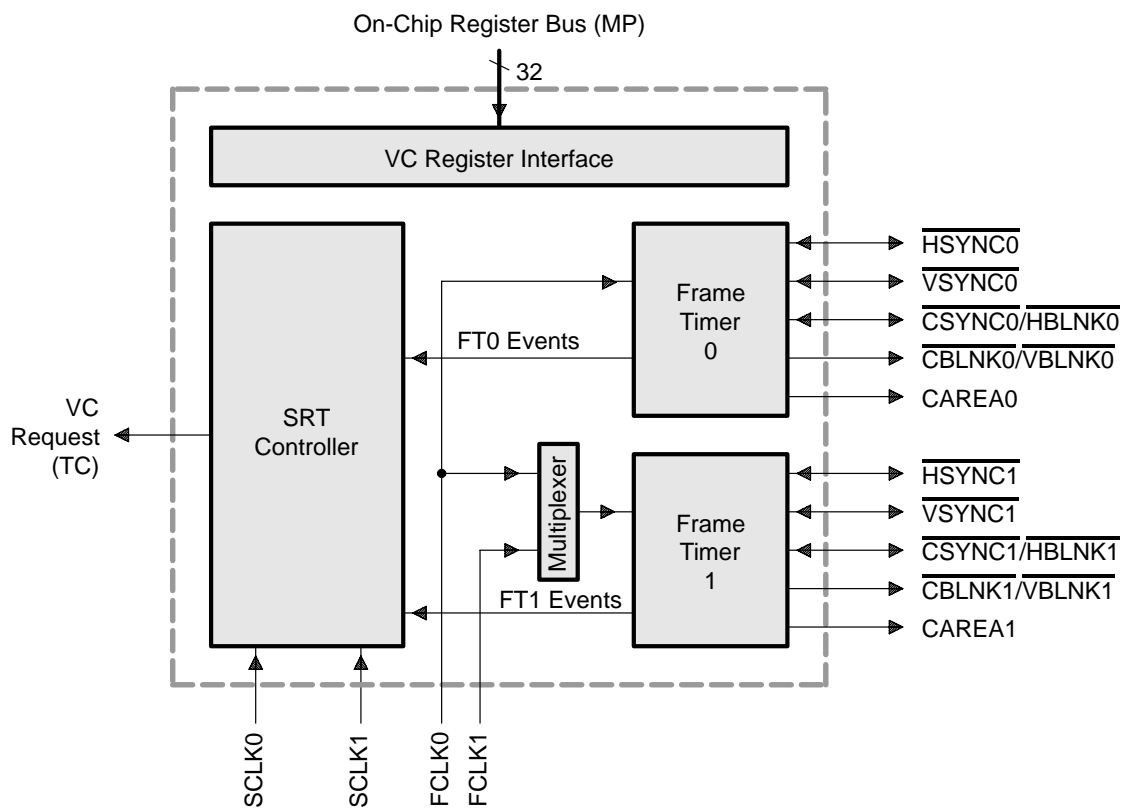 On-Chip Register Bus (MP)
32
VC Register Interface
HSYNC0
VSYNC0
Frame
Timer
0
CSYNC0/HBLNK0
FT0 Events
CBLNK0/VBLNK0
CAREA0
VC
Request
(TC)
SRT
Controller
Multiplexer
HSYNC1
VSYNC1
Frame
Timer
1
CSYNC1/HBLNK1
CBLNK1/VBLNK1
FT1 Events
CAREA1
SCLK0
SCLK1
FCLK0
FCLK1